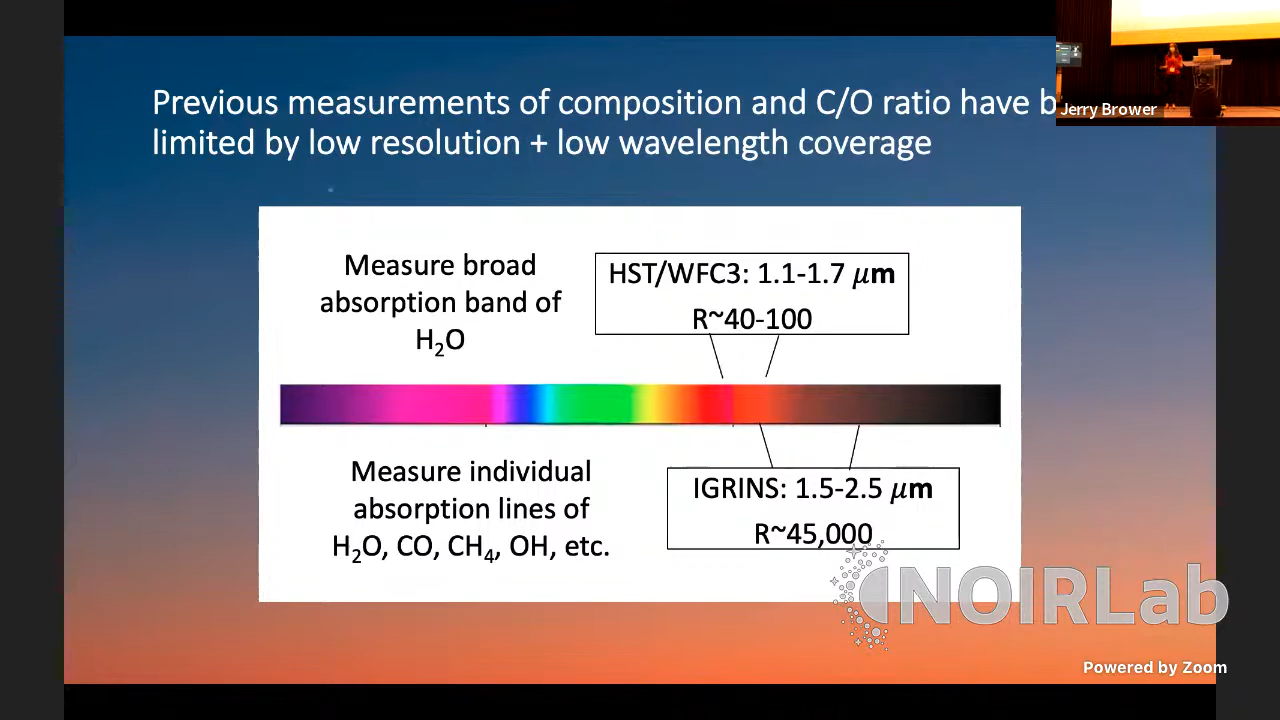 Previous measurements of composition and C/O ratio have b
limited by low resolution + low wavelength coverage
Jerry Brower
Measure broad
absorption band of
H₂O
HST/WFC3: 1.1-1.7 𝜇m
R~40-100
Measure individual
absorption lines of
H₂O, CO, CH₄, OH, etc.
IGRINS: 1.5-2.5 𝜇m
R~45,000
NOIRLab
Powered by Zoom